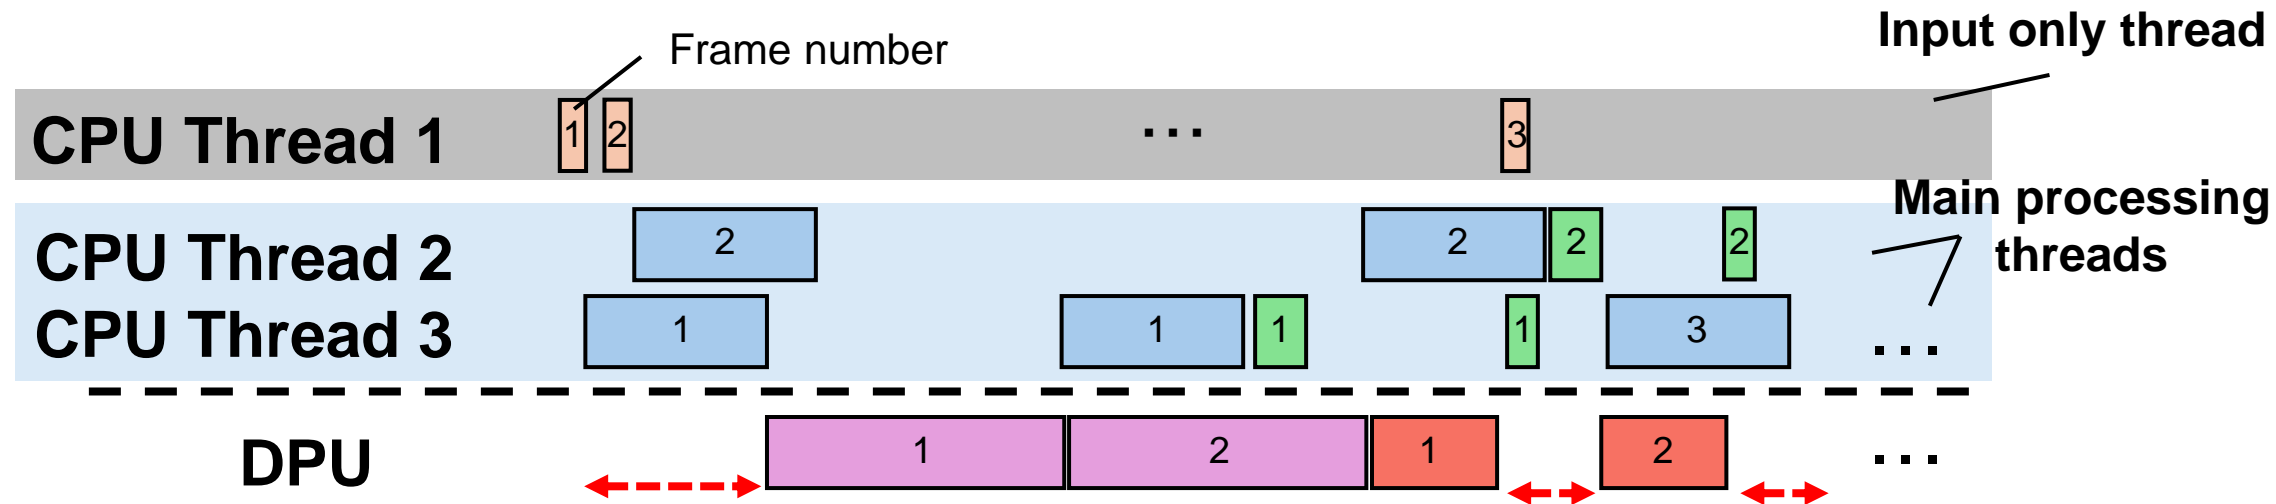 Input only thread
Frame number
CPU Thread 1
1 2 ... 3
Main processing
threads
CPU Thread 2
2 2 2 2
CPU Thread 3
1 1 1 1 3 ...
DPU
1 2 1 2 ...